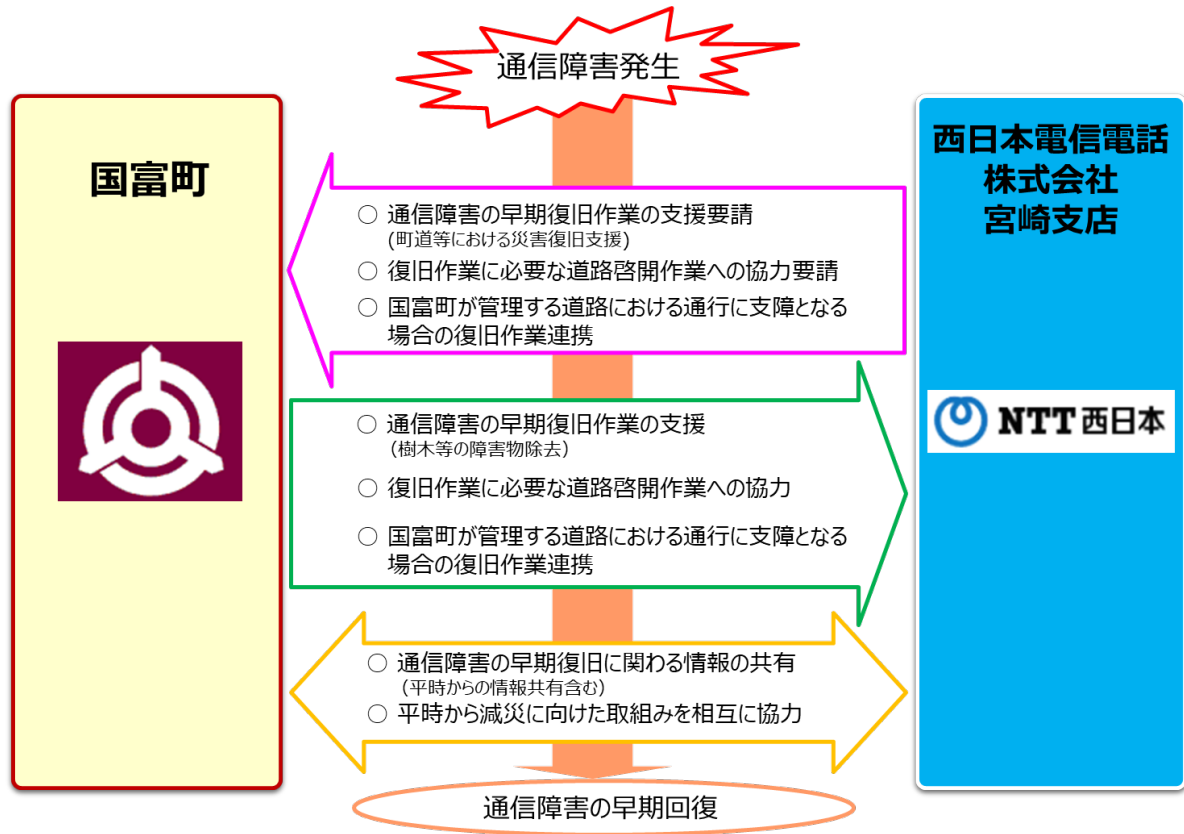 通信障害発生
国富町
西日本電信電話
株式会社
宮崎支店
○ 通信障害の早期復旧作業の支援要請
(町道等における災害復旧支援)
○ 復旧作業に必要な道路啓開作業への協力要請
○ 国富町が管理する道路における通行に支障となる
場合の復旧作業連携
○ 通信障害の早期復旧作業の支援
(樹木等の障害物除去)
○ 復旧作業に必要な道路啓開作業への協力
○ 国富町が管理する道路における通行に支障となる
場合の復旧作業連携
NTT西日本
○ 通信障害の早期復旧に関わる情報の共有
(平時からの情報共有含む)
○ 平時から減災に向けた取組みを相互に協力
通信障害の早期回復